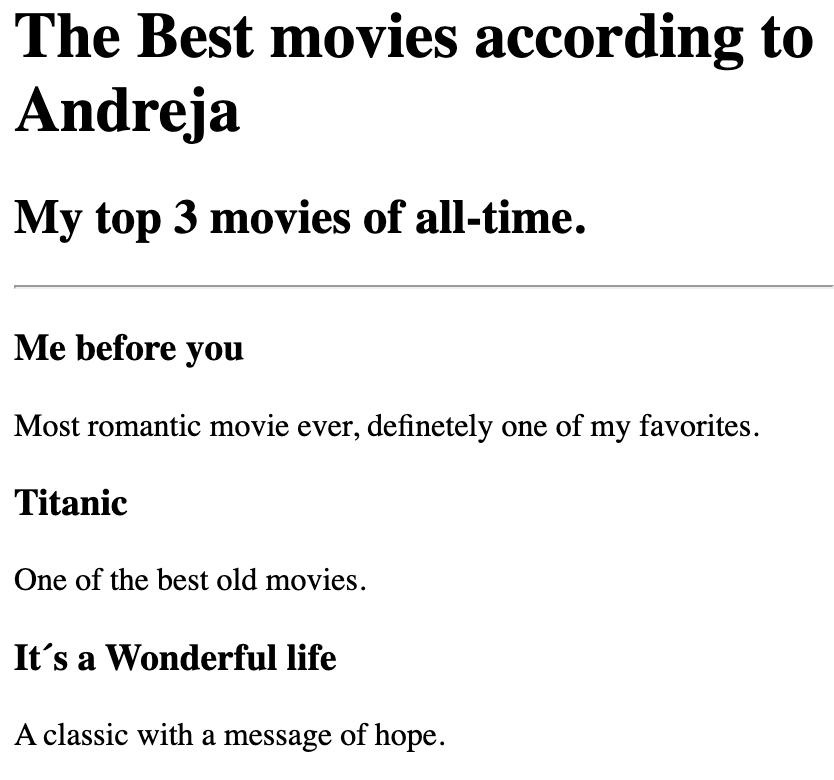 The Best movies according to
Andreja
My top 3 movies of all-time.
Me before you
Most romantic movie ever, definetely one of my favorites.
Titanic
One of the best old movies.
It´s a Wonderful life
A classic with a message of hope.